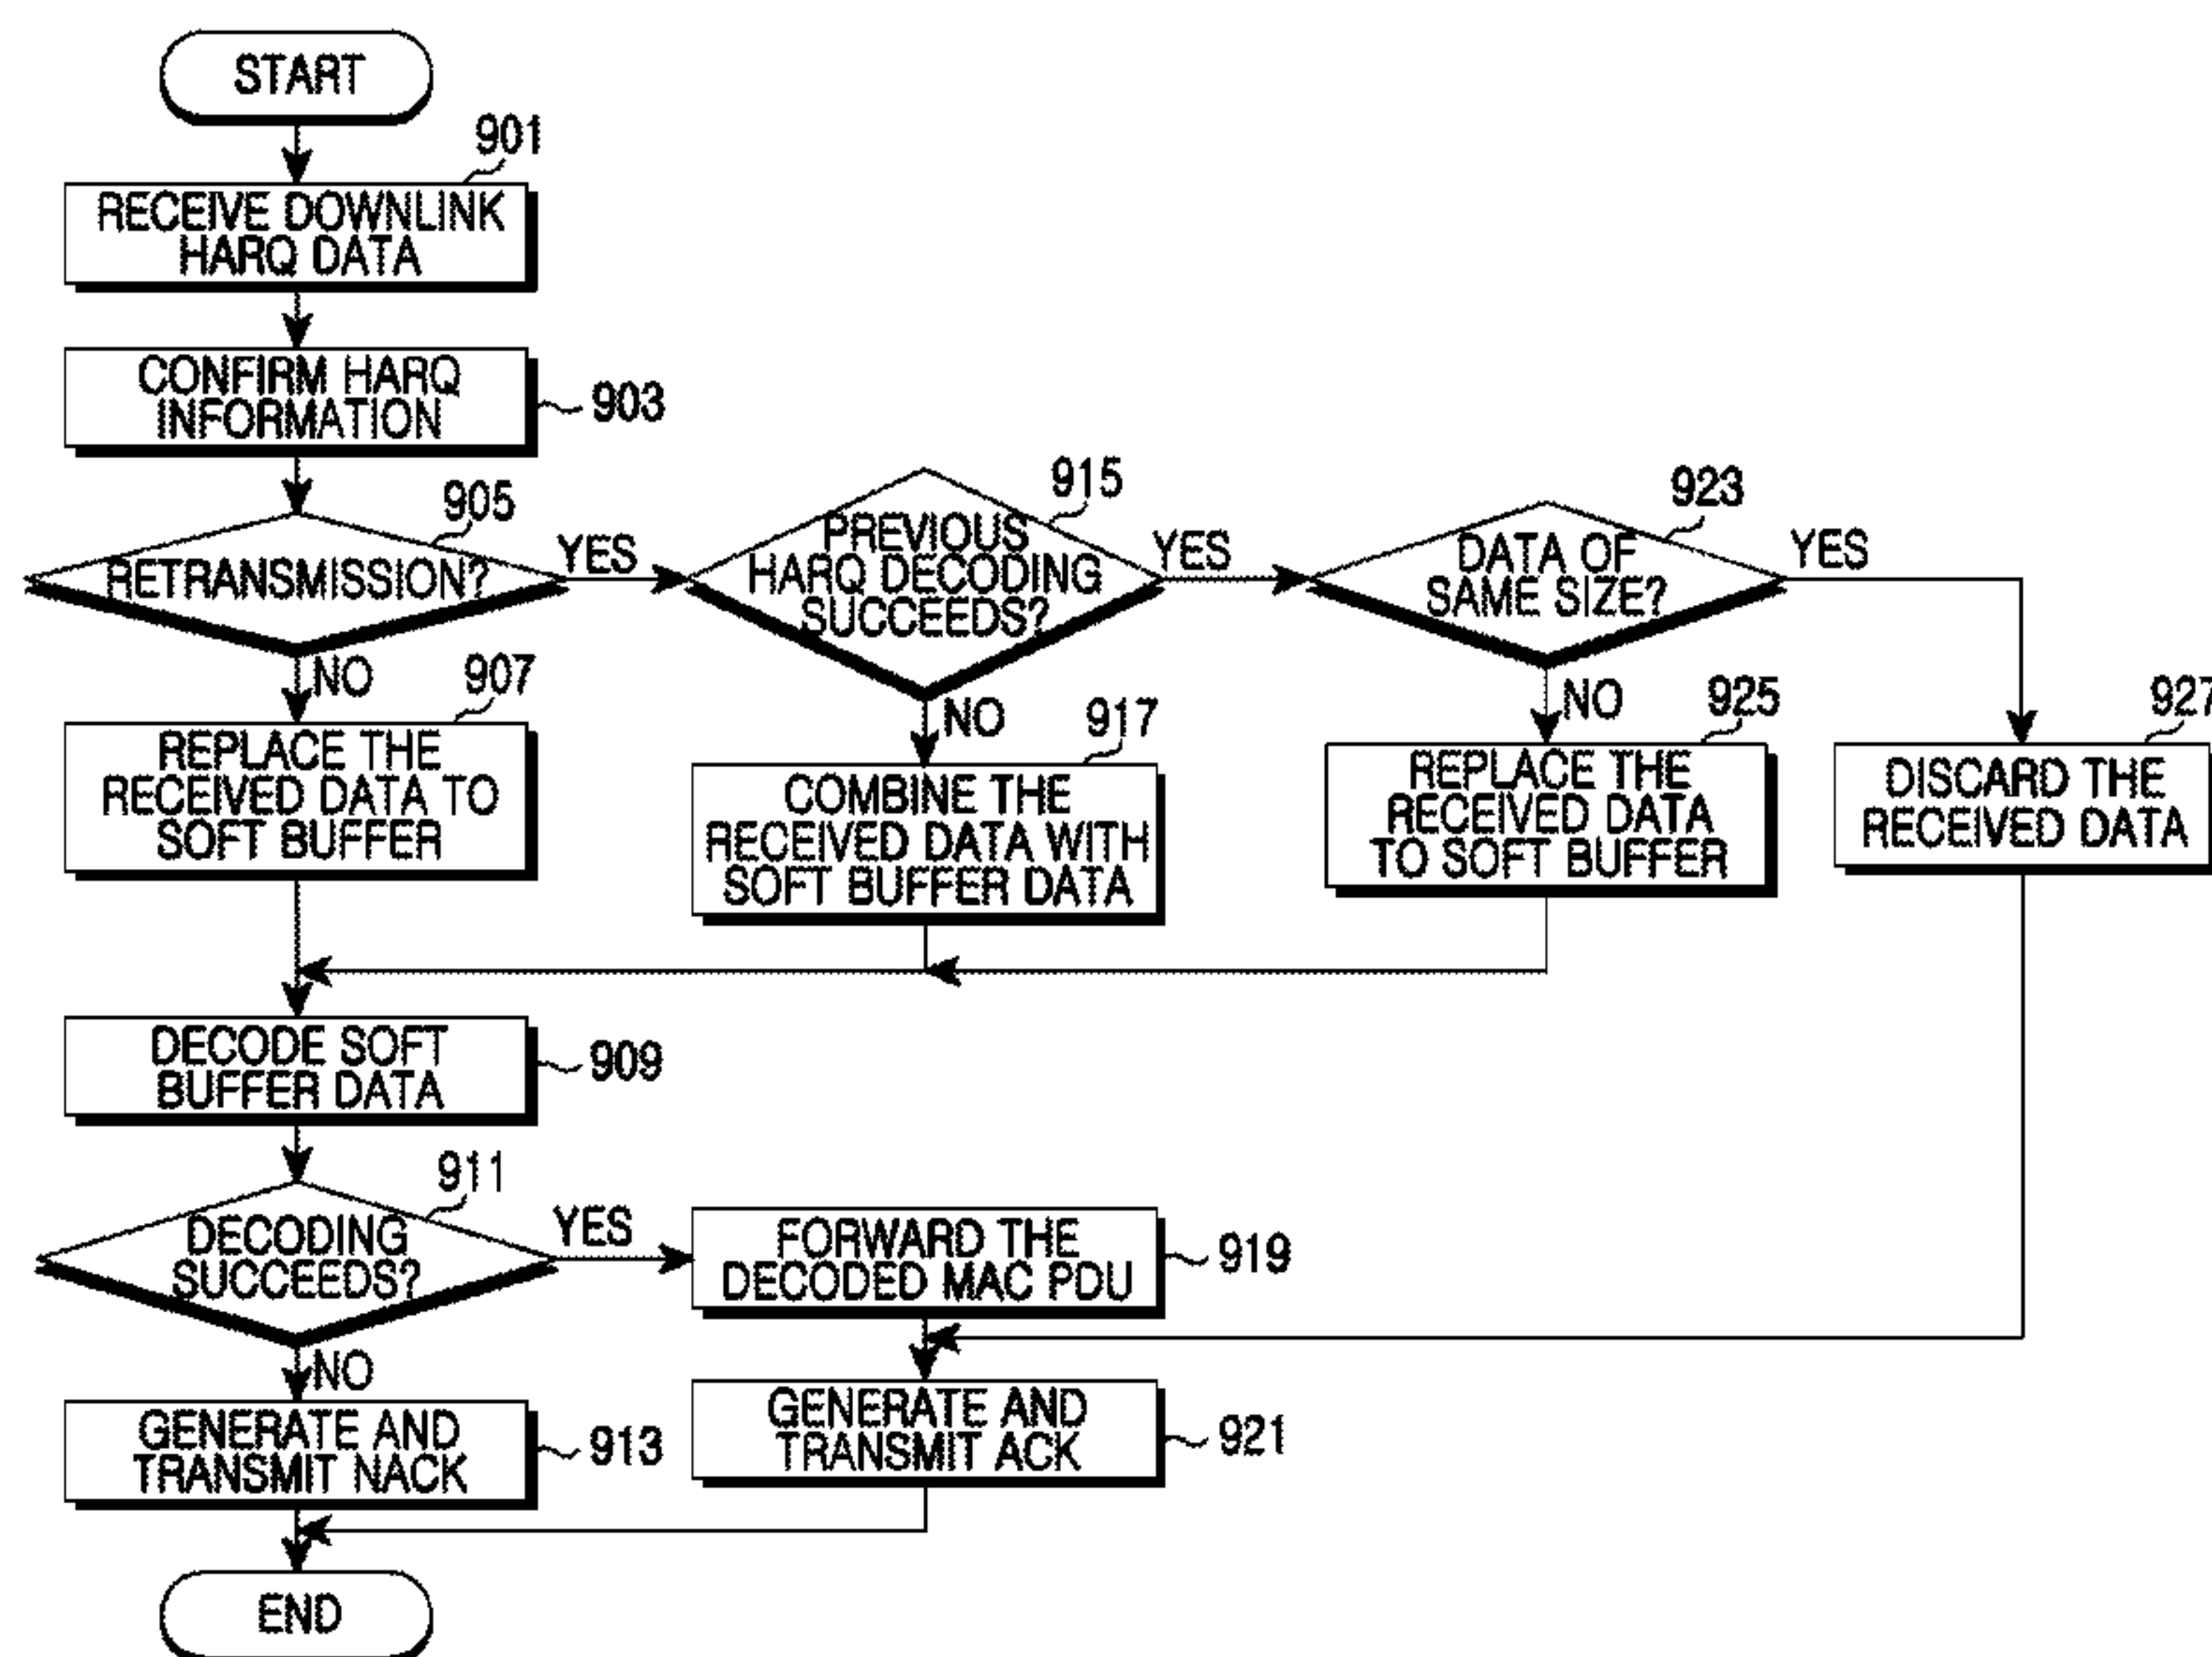 START
901
RECEIVE DOWNLINK
HARQ DATA
CONFIRM HARQ
INFORMATION
903
905
RETRANSMISSION?
YES
NO
915
PREVIOUS
HARQ DECODING
SUCCEEDS?
YES
NO
923
DATA OF
SAME SIZE?
YES
NO
907
REPLACE THE
RECEIVED DATA TO
SOFT BUFFER
917
COMBINE THE
RECEIVED DATA WITH
SOFT BUFFER DATA
925
REPLACE THE
RECEIVED DATA
TO SOFT BUFFER
927
DISCARD THE
RECEIVED DATA
DECODE SOFT
BUFFER DATA
909
911
DECODING
SUCCEEDS?
YES
NO
FORWARD THE
DECODED MAC PDU
919
GENERATE AND
TRANSMIT NACK
913
GENERATE AND
TRANSMIT ACK
921
END